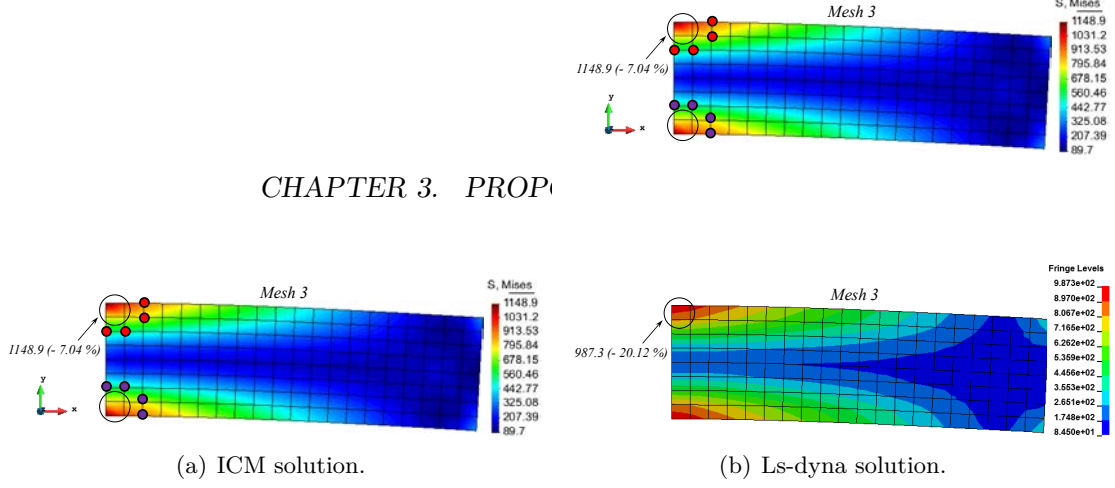 Mesh 3
S, Mises
1148.9
1031.2
913.53
795.84
678.15
560.46
442.77
325.08
207.39
89.7
1148.9 (- 7.04 %)
y
x
CHAPTER 3. PROPO
Mesh 3
S, Mises
1148.9
1031.2
913.53
795.84
678.15
560.46
442.77
325.08
207.39
89.7
1148.9 (- 7.04 %)
y
x
(a) ICM solution.
Mesh 3
Fringe Levels
9.873e+02
8.970e+02
8.067e+02
7.165e+02
6.262e+02
5.359e+02
4.456e+02
3.553e+02
2.651e+02
1.748e+02
8.450e+01
987.3 (- 20.12 %)
(b) Ls-dyna solution.